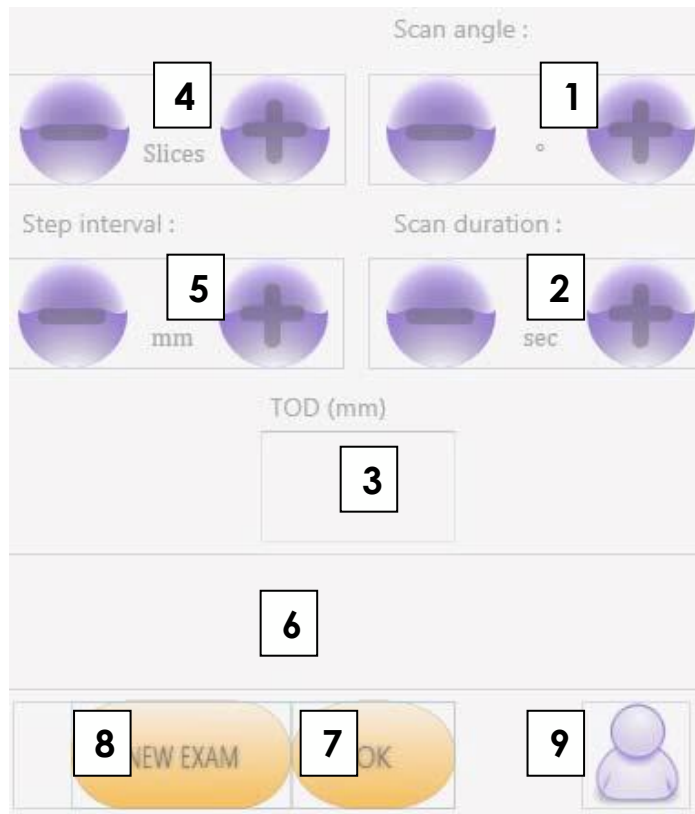 Scan angle :
4 1
Slices °
Step interval :
Scan duration :
5 2
mm sec
TOD (mm)
3
6
8 NEW EXAM 7 OK 9